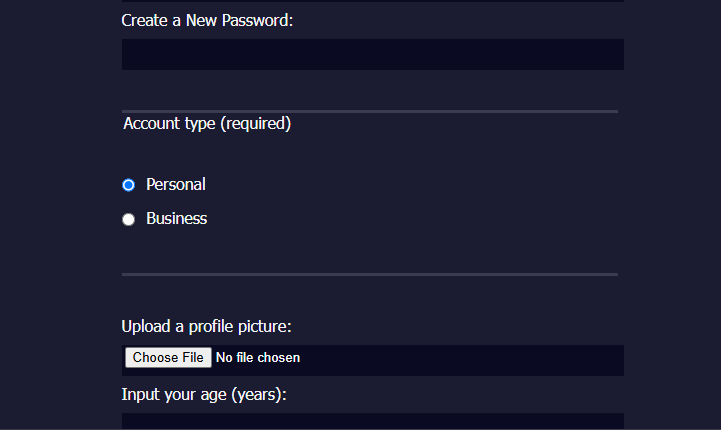 Create a New Password:
Account type (required)
Personal
Business
Upload a profile picture:
Choose File No file chosen
Input your age (years):